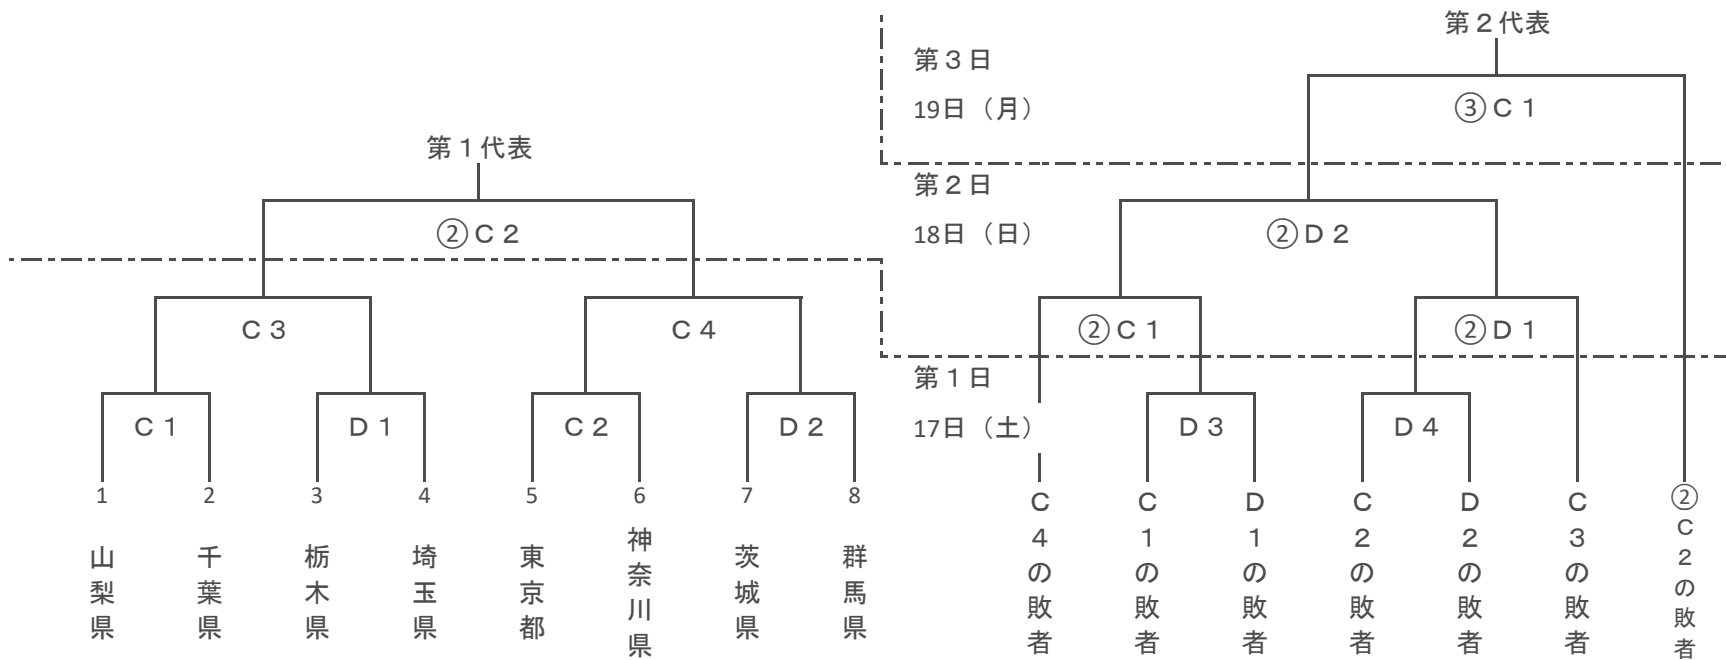 第２代表
第３日
19日（月）
③Ｃ１
第１代表
第２日
②Ｃ２
18日（日）
②Ｄ２
Ｃ３
Ｃ４
②Ｃ１
②Ｄ１
第１日
Ｃ１
Ｄ１
Ｃ２
Ｄ２
17日（土）
Ｄ３
Ｄ４
1
2
3
4
5
6
7
8
山梨県
千葉県
栃木県
埼玉県
東京都
神奈川県
茨城県
群馬県
Ｃ４の敗者
Ｃ１の敗者
Ｄ１の敗者
Ｃ２の敗者
Ｄ２の敗者
Ｃ３の敗者
②Ｃ２の敗者